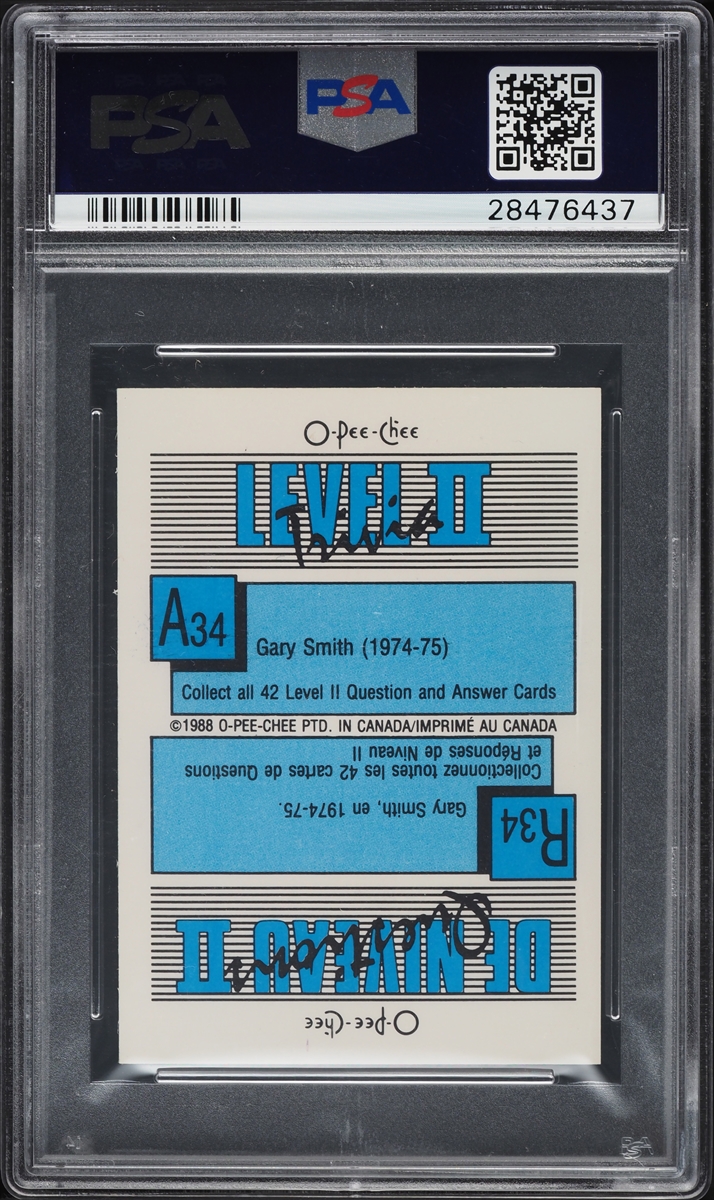 PSA
PSA
28476437
O-Pee-Chee
LEVEL II
Trivia
A34
Gary Smith (1974-75)
Collect all 42 Level II Question and Answer Cards
©1988 O-PEE-CHEE PTD. IN CANADA/IMPRIMÉ AU CANADA
O-Pee-Chee
DE NIVEAU II
Questions
R34
Gary Smith, en 1974-75.
Collectionnez toutes les 42 cartes de Questions
et Réponses de Niveau II
PSA